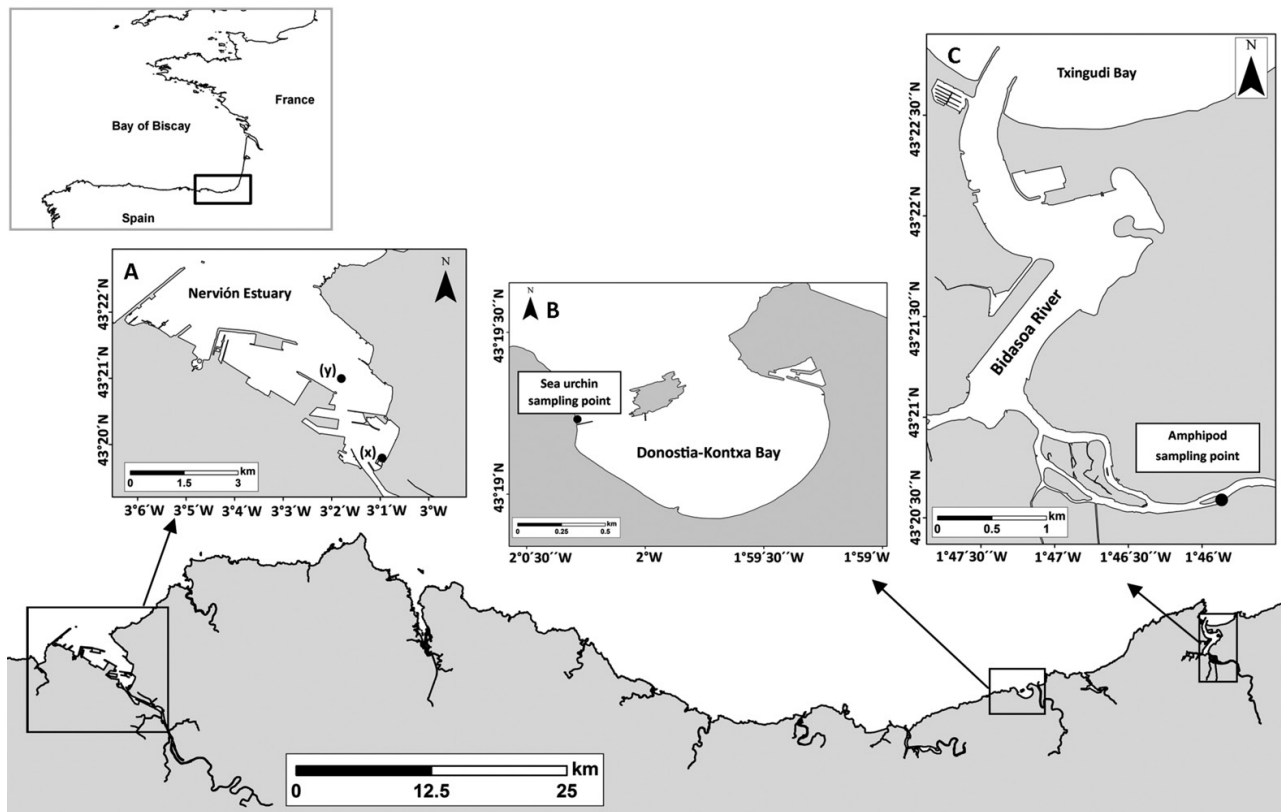 France
Bay of Biscay
Spain
A
N
Nervión Estuary
43°22´N
43°21´N
43°20´N
(y)
(x)
km
0 1.5 3
3°6´W 3°5´W 3°4´W 3°3´W 3°2´W 3°1´W 3°W
N
B
43°19´30´´N
43°19´N
Sea urchin
sampling point
Donostia-Kontxa Bay
km
0 0.25 0.5
2°0´30´´W 2°W 1°59´30´´W 1°59´W
C
N
Txingudi Bay
43°22´30´´N
43°22´N
43°21´30´´N
43°21´N
43°20´30´´N
Bidasoa River
Amphipod
sampling point
km
0 0.5 1
1°47´30´´W 1°47´W 1°46´30´´W 1°46´W
km
0 12.5 25